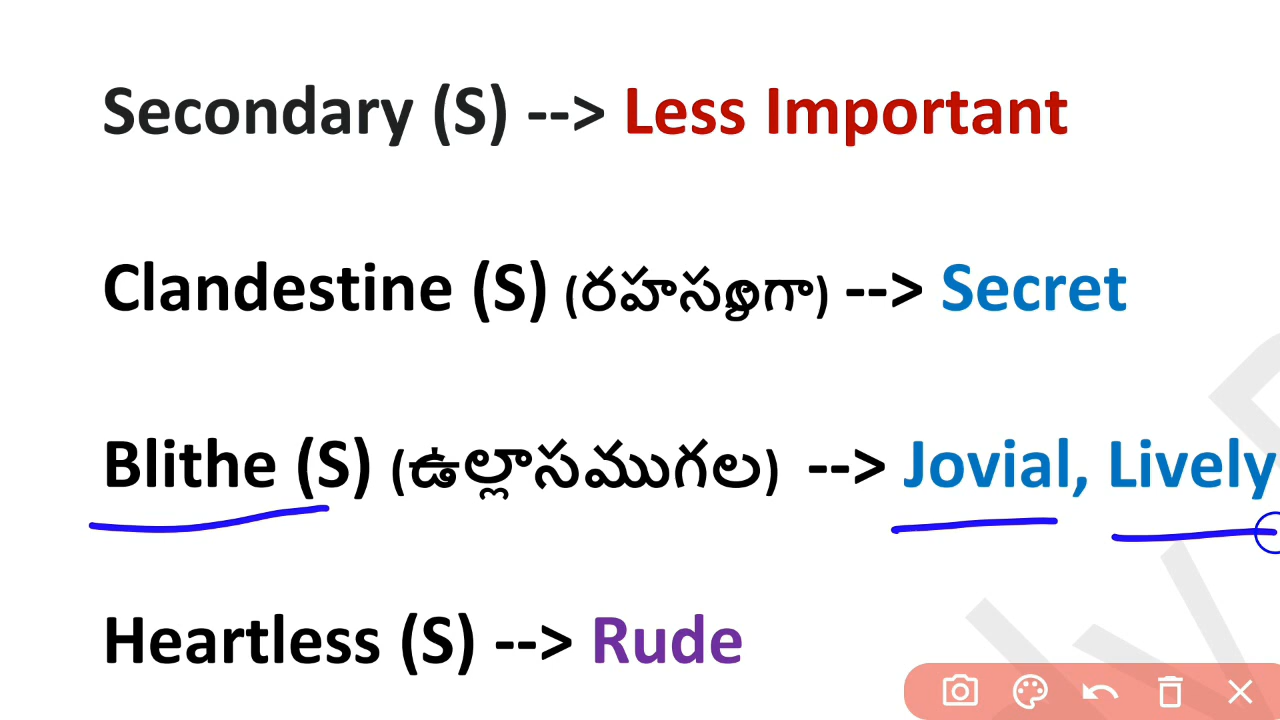 Secondary (S) --> Less Important
Clandestine (S) (రహస్యంగా) --> Secret
Blithe (S) (ఉల్లాసముగల) --> Jovial, Lively
Heartless (S) --> Rude